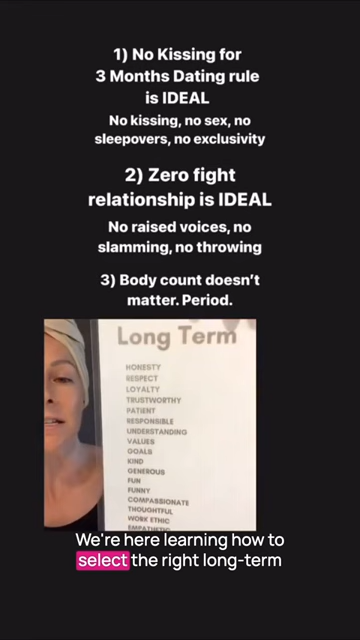 1) No Kissing for
3 Months Dating rule
is IDEAL
No kissing, no sex, no
sleepovers, no exclusivity
2) Zero fight
relationship is IDEAL
No raised voices, no
slamming, no throwing
3) Body count doesn't
matter. Period.
Long Term
HONESTY
RESPECT
LOYALTY
TRUSTWORTHY
PATIENT
RESPONSIBLE
UNDERSTANDING
VALUES
GOALS
KIND
GENEROUS
FUN
FUNNY
COMPASSIONATE
THOUGHTFUL
WORK ETHIC
EMPATHETIC
We're here learning how to
select the right long-term